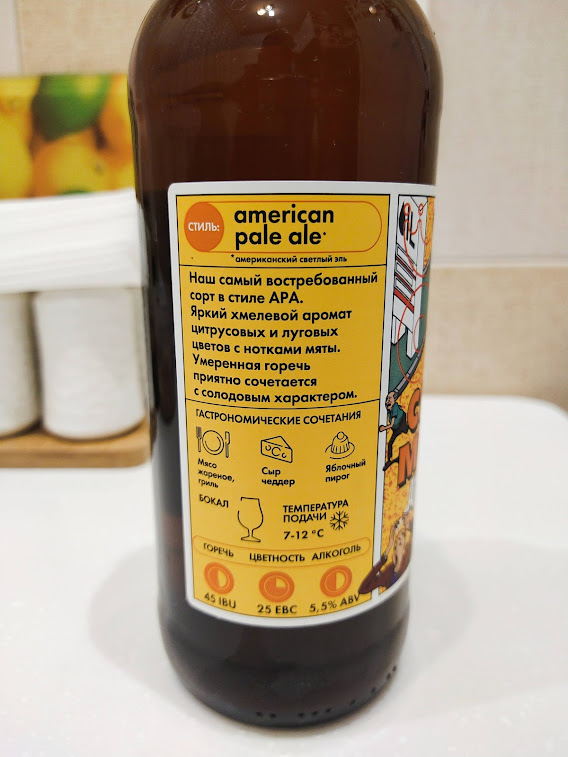 СТИЛЬ:
american
pale ale*
*американский светлый эль
Наш самый востребованный
сорт в стиле АРА.
Яркий хмелевой аромат
цитрусовых и луговых
цветов с нотками мяты.
Умеренная горечь
приятно сочетается
с солодовым характером.
ГАСТРОНОМИЧЕСКИЕ СОЧЕТАНИЯ
Мясо
жареное,
гриль
Сыр
чеддер
Яблочный
пирог
БОКАЛ
ТЕМПЕРАТУРА
ПОДАЧИ
7-12 °C
ГОРЕЧЬ ЦВЕТНОСТЬ АЛКОГОЛЬ
45 IBU 25 EBC 5,5% ABV